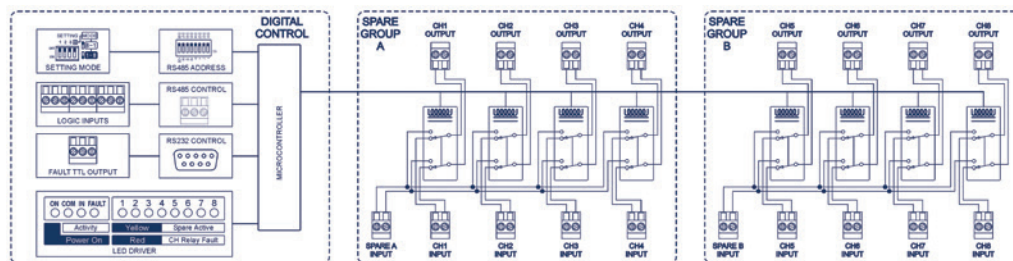 DIGITAL
CONTROL
SETTING
SETTING MODE
RS485 ADDRESS
LOGIC INPUTS
RS485 CONTROL
FAULT TTL OUTPUT
RS232 CONTROL
MICROCONTROLLER
ON COM IN FAULT
1 2 3 4 5 6 7 8
Activity
Yellow
Spare Active
Power On
Red
CH Relay Fault
LED DRIVER
SPARE
GROUP
A
CH1
OUTPUT
CH2
OUTPUT
CH3
OUTPUT
CH4
OUTPUT
SPARE A
INPUT
CH1
INPUT
CH2
INPUT
CH3
INPUT
CH4
INPUT
SPARE
GROUP
B
CH5
OUTPUT
CH6
OUTPUT
CH7
OUTPUT
CH8
OUTPUT
SPARE B
INPUT
CH5
INPUT
CH6
INPUT
CH7
INPUT
CH8
INPUT